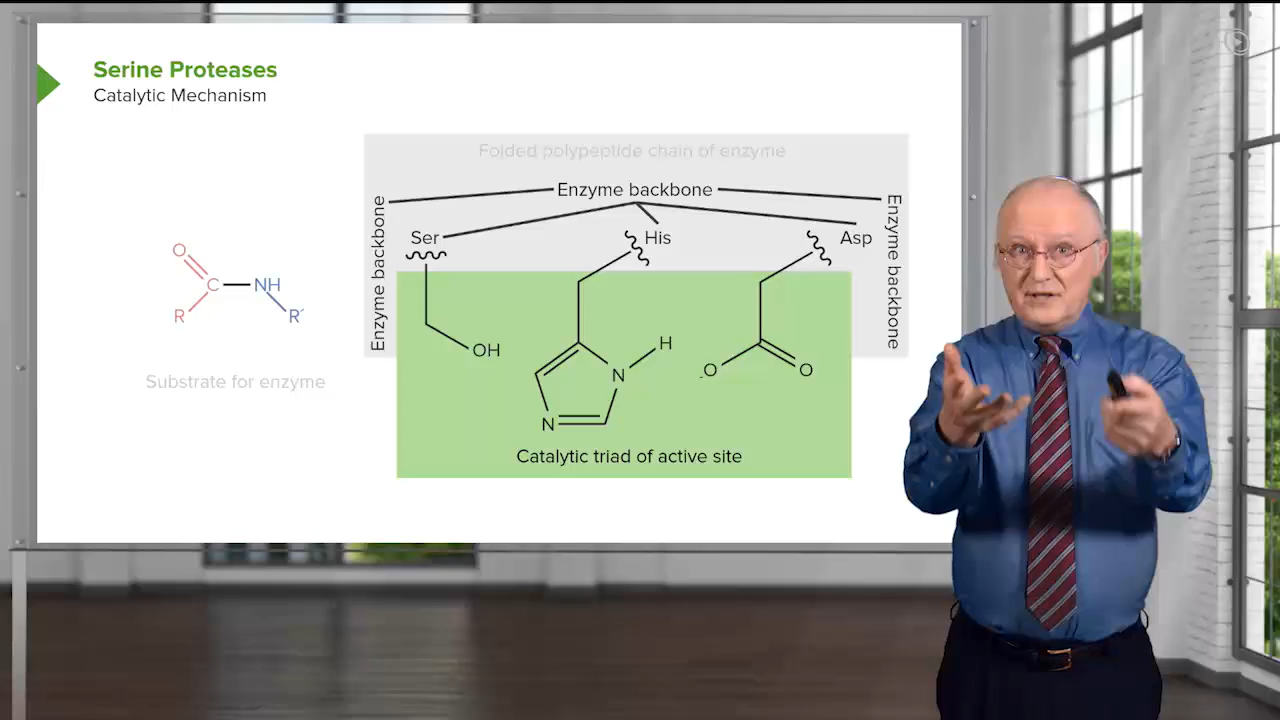 Serine Proteases
Catalytic Mechanism
Folded polypeptide chain of enzyme
Enzyme backbone
Enzyme backbone
Enzyme backbone
Ser
His
Asp
O
C
NH
R
R´
Substrate for enzyme
OH
N
H
N
-O
O
Catalytic triad of active site